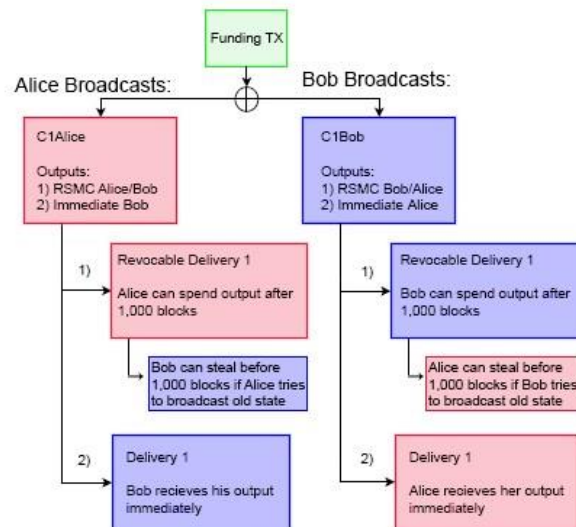 Funding TX
Alice Broadcasts:
Bob Broadcasts:
C1Alice
Outputs:
1) RSMC Alice/Bob
2) Immediate Bob
C1Bob
Outputs:
1) RSMC Bob/Alice
2) Immediate Alice
1)
Revocable Delivery 1
Alice can spend output after
1,000 blocks
Bob can steal before
1,000 blocks if Alice tries
to broadcast old state
2)
Delivery 1
Bob recieves his output
immediately
1)
Revocable Delivery 1
Bob can spend output after
1,000 blocks
Alice can steal before
1,000 blocks if Bob tries
to broadcast old state
2)
Delivery 1
Alice recieves her output
immediately